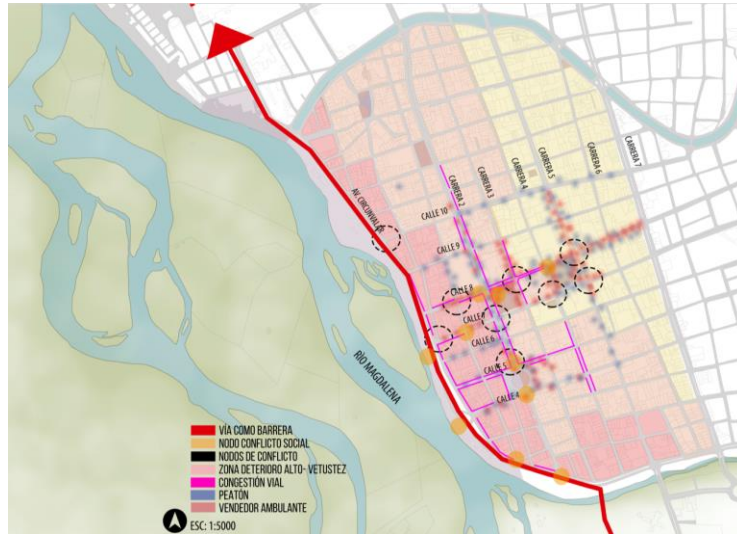 CARRERA 7
CARRERA 6
CARRERA 5
CARRERA 4
CARRERA 3
CARRERA 2
CALLE 10
AV. CIRCUNVALAR
CALLE 9
CALLE 8
CALLE 7
CALLE 6
CALLE 5
CALLE 4
RÍO MAGDALENA
VÍA COMO BARRERA
NODO CONFLICTO SOCIAL
NODOS DE CONFLICTO
ZONA DETERIORO ALTO- VETUSTEZ
CONGESTIÓN VIAL
PEATÓN
VENDEDOR AMBULANTE
ESC: 1:5000